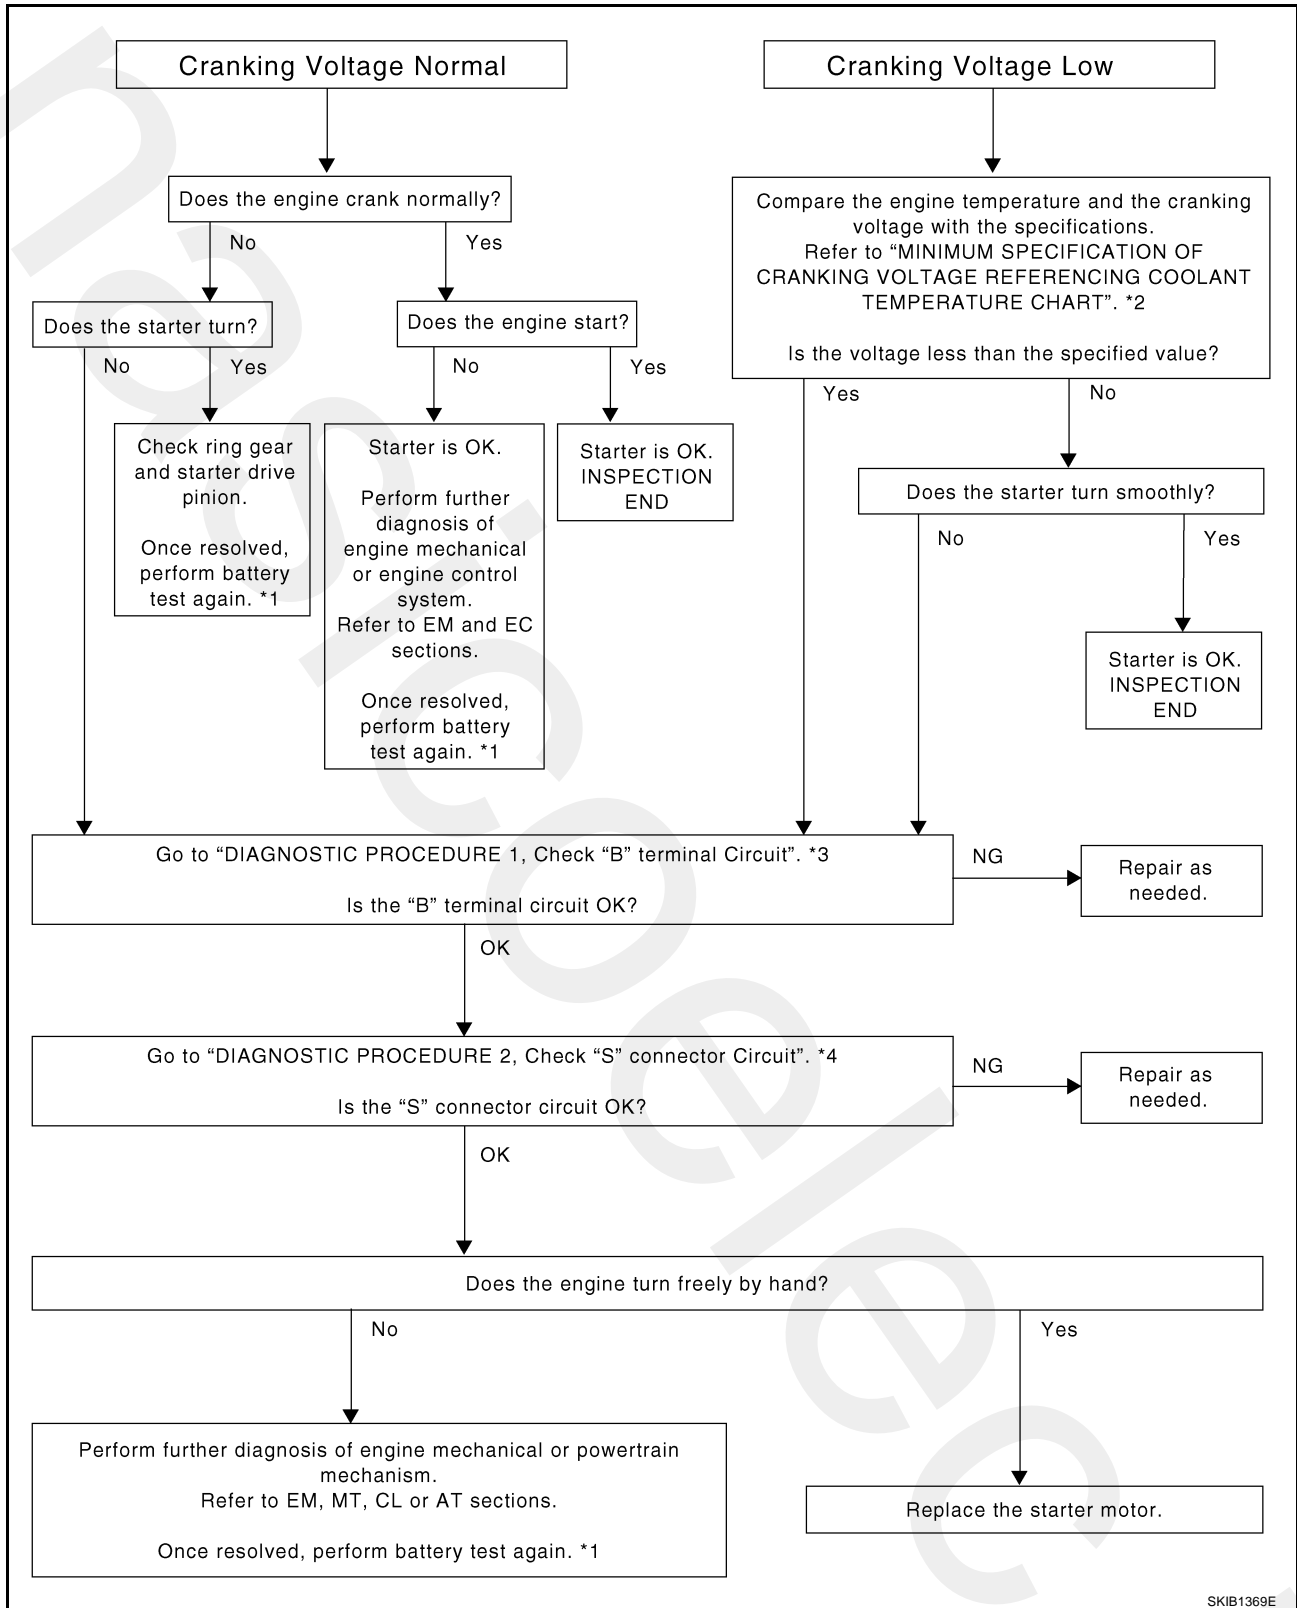 Cranking Voltage Normal
Cranking Voltage Low
Does the engine crank normally?
No
Yes
Does the starter turn?
Does the engine start?
No
Yes
No
Yes
Check ring gear
and starter drive
pinion.
Once resolved,
perform battery
test again. *1
Starter is OK.
Perform further
diagnosis of
engine mechanical
or engine control
system.
Refer to EM and EC
sections.
Once resolved,
perform battery
test again. *1
Starter is OK.
INSPECTION
END
Compare the engine temperature and the cranking
voltage with the specifications.
Refer to “MINIMUM SPECIFICATION OF
CRANKING VOLTAGE REFERENCING COOLANT
TEMPERATURE CHART”. *2
Is the voltage less than the specified value?
Yes
No
Does the starter turn smoothly?
No
Yes
Starter is OK.
INSPECTION
END
Go to “DIAGNOSTIC PROCEDURE 1, Check “B” terminal Circuit”. *3
Is the “B” terminal circuit OK?
NG
Repair as
needed.
OK
Go to “DIAGNOSTIC PROCEDURE 2, Check “S” connector Circuit”. *4
Is the “S” connector circuit OK?
NG
Repair as
needed.
OK
Does the engine turn freely by hand?
No
Yes
Perform further diagnosis of engine mechanical or powertrain
mechanism.
Refer to EM, MT, CL or AT sections.
Once resolved, perform battery test again. *1
Replace the starter motor.
SKIB1369E